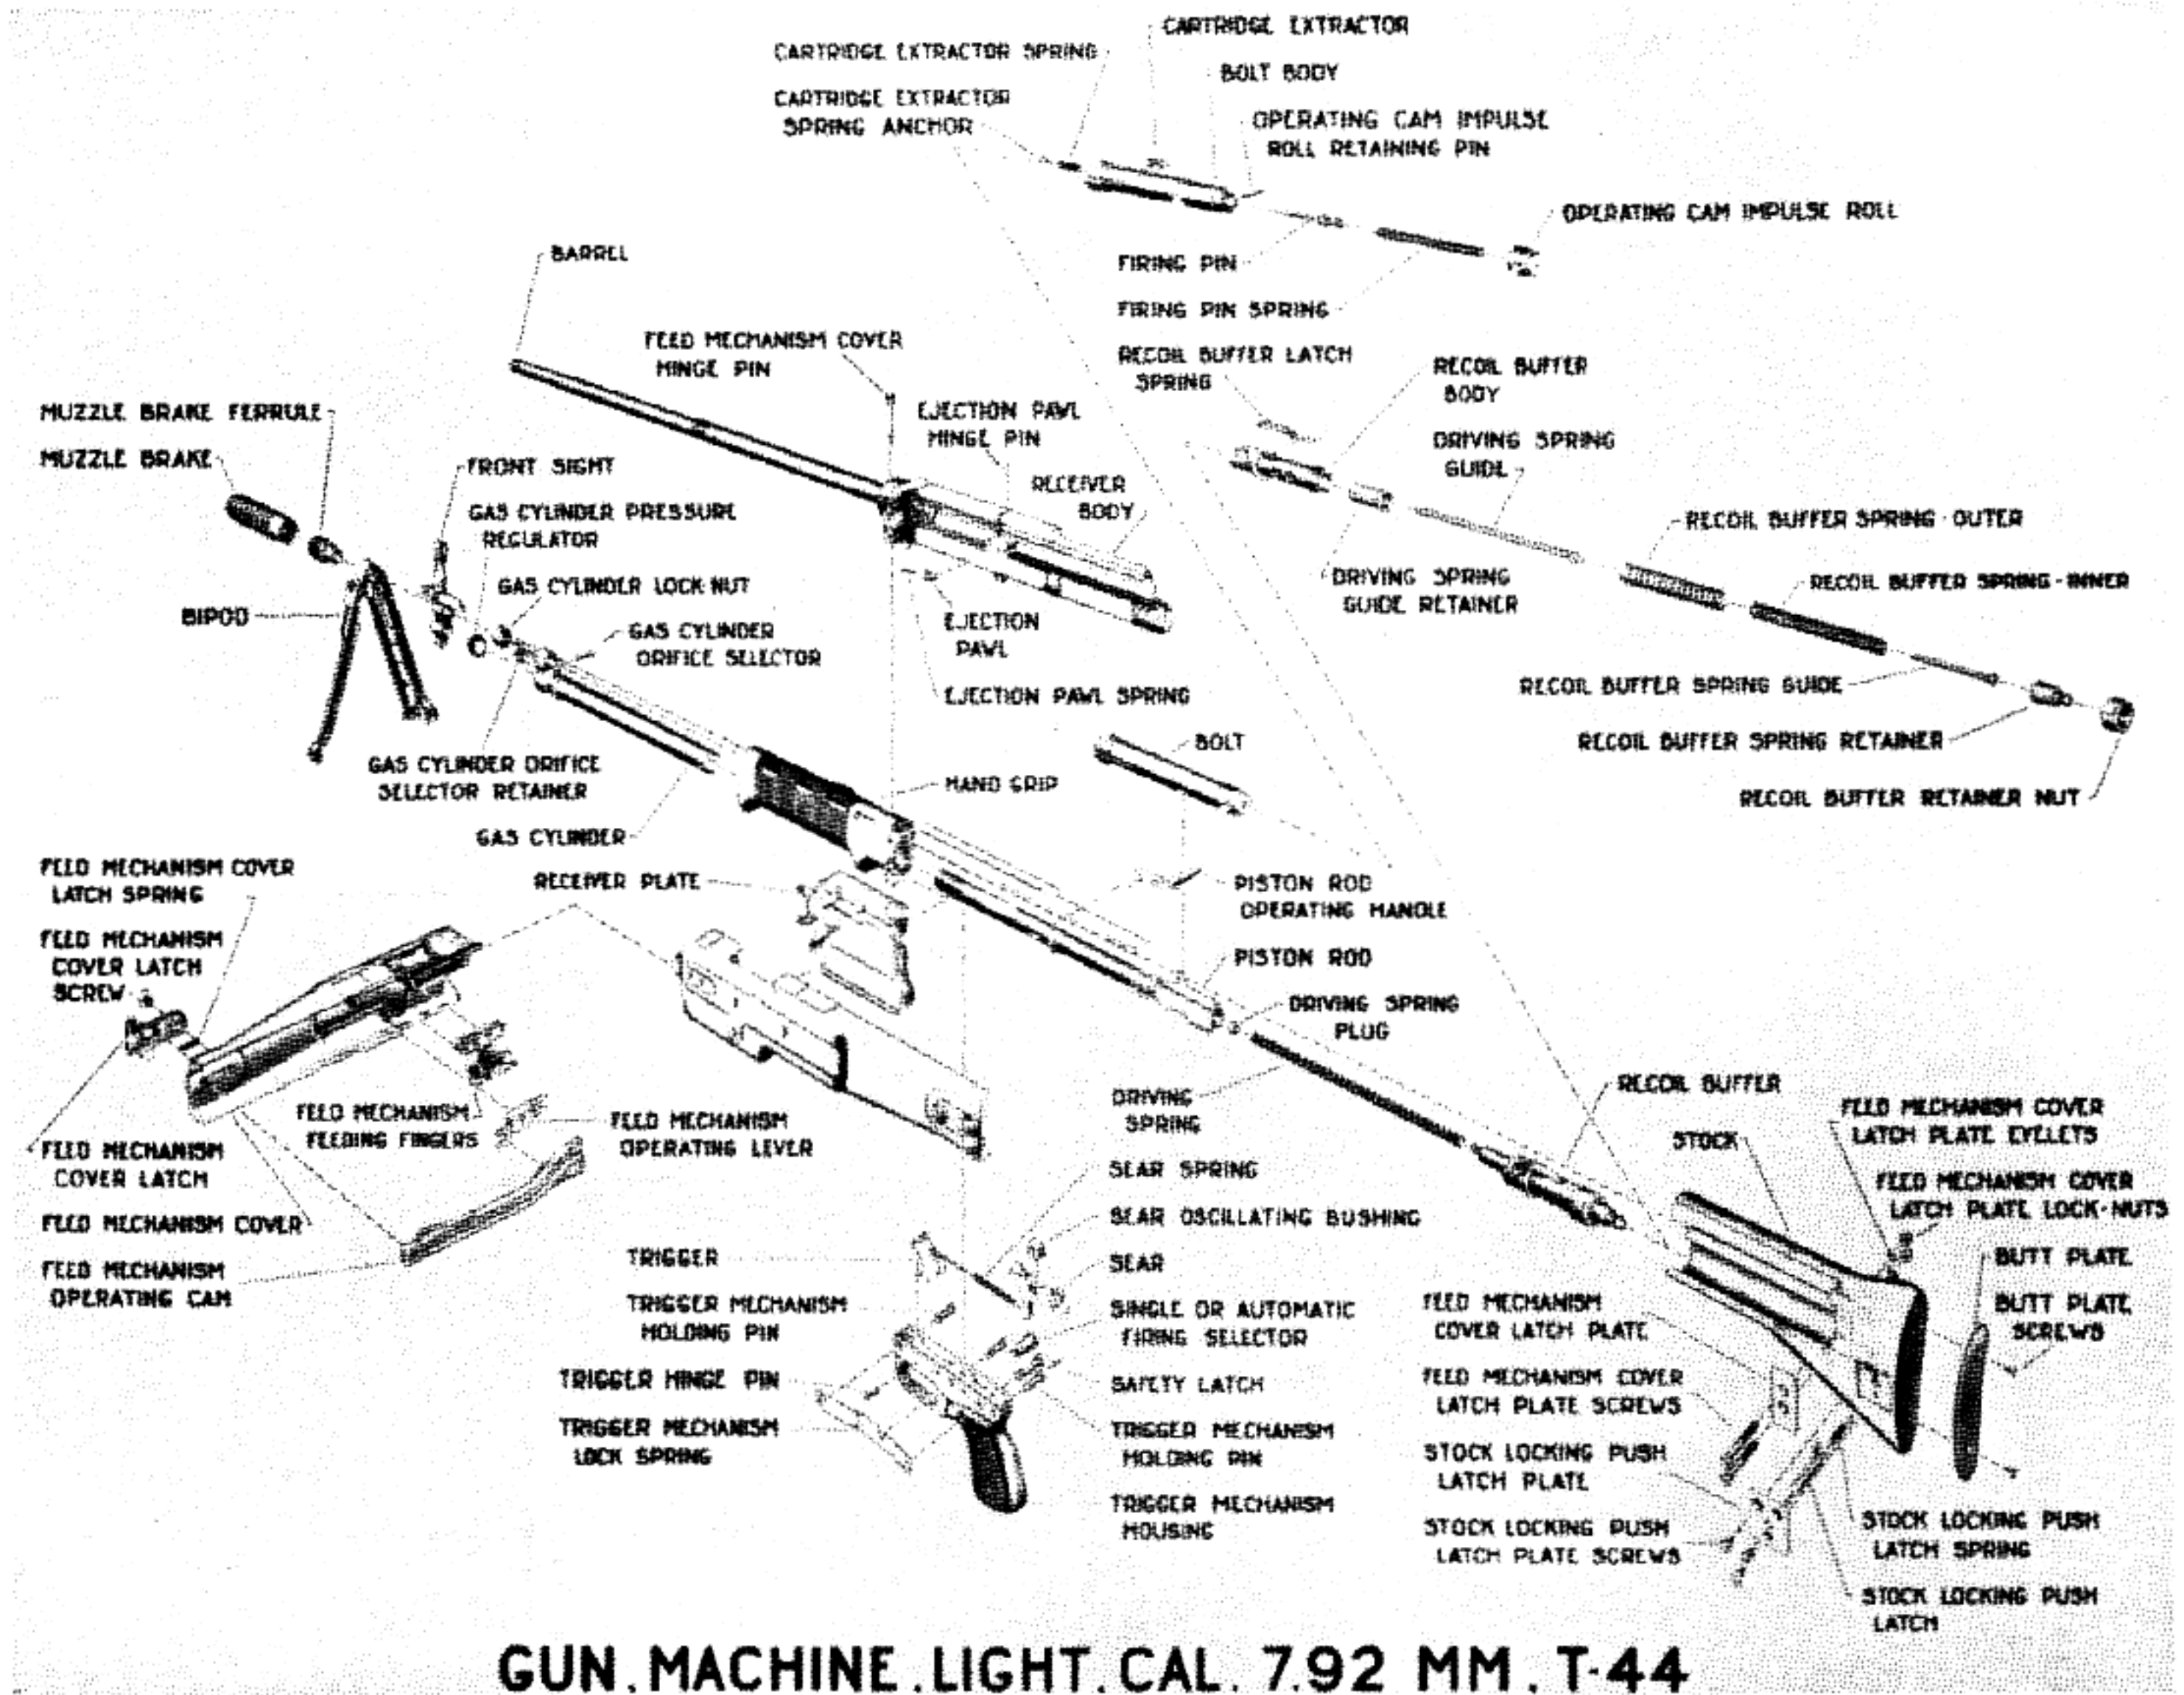 CARTRIDGE EXTRACTOR
CARTRIDGE EXTRACTOR SPRING
BOLT BODY
CARTRIDGE EXTRACTOR
SPRING ANCHOR
OPERATING CAM IMPULSE
ROLL RETAINING PIN
OPERATING CAM IMPULSE ROLL
BARREL
FIRING PIN
FIRING PIN SPRING
FEED MECHANISM COVER
HINGE PIN
RECOIL BUFFER LATCH
SPRING
RECOIL BUFFER
BODY
MUZZLE BRAKE FERRULE
EJECTION PAWL
HINGE PIN
DRIVING SPRING
GUIDE
MUZZLE BRAKE
FRONT SIGHT
RECEIVER
BODY
GAS CYLINDER PRESSURE
REGULATOR
RECOIL BUFFER SPRING-OUTER
GAS CYLINDER LOCK-NUT
DRIVING SPRING
GUIDE RETAINER
RECOIL BUFFER SPRING-INNER
BIPOD
GAS CYLINDER
ORIFICE SELECTOR
EJECTION
PAWL
EJECTION PAWL SPRING
RECOIL BUFFER SPRING GUIDE
BOLT
RECOIL BUFFER SPRING RETAINER
GAS CYLINDER ORIFICE
SELECTOR RETAINER
HAND GRIP
RECOIL BUFFER RETAINER NUT
GAS CYLINDER
FEED MECHANISM COVER
LATCH SPRING
RECEIVER PLATE
PISTON ROD
OPERATING HANDLE
FEED MECHANISM
COVER LATCH
SCREW
PISTON ROD
DRIVING SPRING
PLUG
RECOIL BUFFER
DRIVING
SPRING
FEED MECHANISM
FEEDING FINGERS
FEED MECHANISM
OPERATING LEVER
FEED MECHANISM COVER
LATCH PLATE EYELETS
STOCK
FEED MECHANISM
COVER LATCH
SEAR SPRING
FEED MECHANISM COVER
LATCH PLATE LOCK-NUTS
FEED MECHANISM COVER
SEAR OSCILLATING BUSHING
TRIGGER
SEAR
BUTT PLATE
FEED MECHANISM
OPERATING CAM
TRIGGER MECHANISM
HOLDING PIN
SINGLE OR AUTOMATIC
FIRING SELECTOR
FEED MECHANISM
COVER LATCH PLATE
BUTT PLATE
SCREWS
TRIGGER HINGE PIN
SAFETY LATCH
FEED MECHANISM COVER
LATCH PLATE SCREWS
TRIGGER MECHANISM
LOCK SPRING
TRIGGER MECHANISM
HOLDING PIN
STOCK LOCKING PUSH
LATCH PLATE
TRIGGER MECHANISM
HOUSING
STOCK LOCKING PUSH
LATCH PLATE SCREWS
STOCK LOCKING PUSH
LATCH SPRING
STOCK LOCKING PUSH
LATCH
GUN. MACHINE. LIGHT. CAL. 7.92 MM. T-44